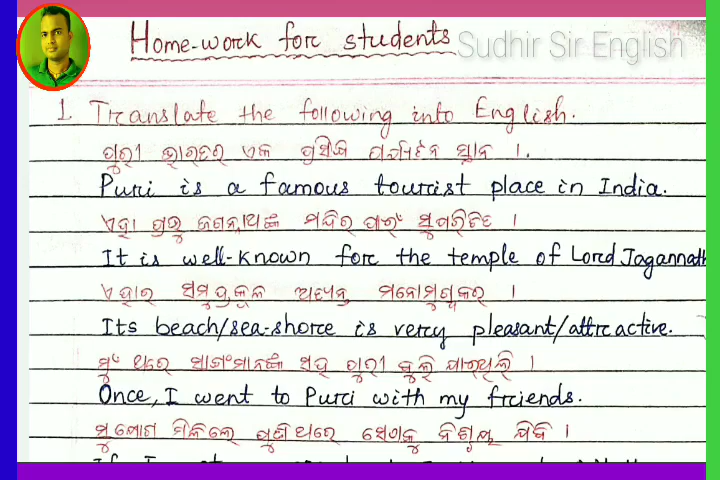 Home-work for students
Sudhir Sir English
1. Translate the following into English.
ପୁରୀ ଭାରତର ଏକ ପ୍ରସିଦ୍ଧ ପର୍ଯ୍ୟଟନ ସ୍ଥାନ ।
Puri is a famous tourist place in India.
ଏହା ପ୍ରଭୁ ଜଗନ୍ନାଥଙ୍କ ମନ୍ଦିର ପାଇଁ ସୁପରିଚିତ ।
It is well-known for the temple of Lord Jagannath
ଏହାର ସମୁଦ୍ରକୂଳ ଅତ୍ୟନ୍ତ ମନୋମୁଗ୍ଧକର ।
Its beach/sea-shore is very pleasant/attractive.
ମୁଁ ଥରେ ସାଙ୍ଗମାନଙ୍କ ସହ ପୁରୀ ବୁଲି ଯାଇଥିଲି ।
Once, I went to Puri with my friends.
ସୁଯୋଗ ମିଳିଲେ ପୁଣିଥରେ ସେଠାକୁ ନିଶ୍ଚୟ ଯିବି ।